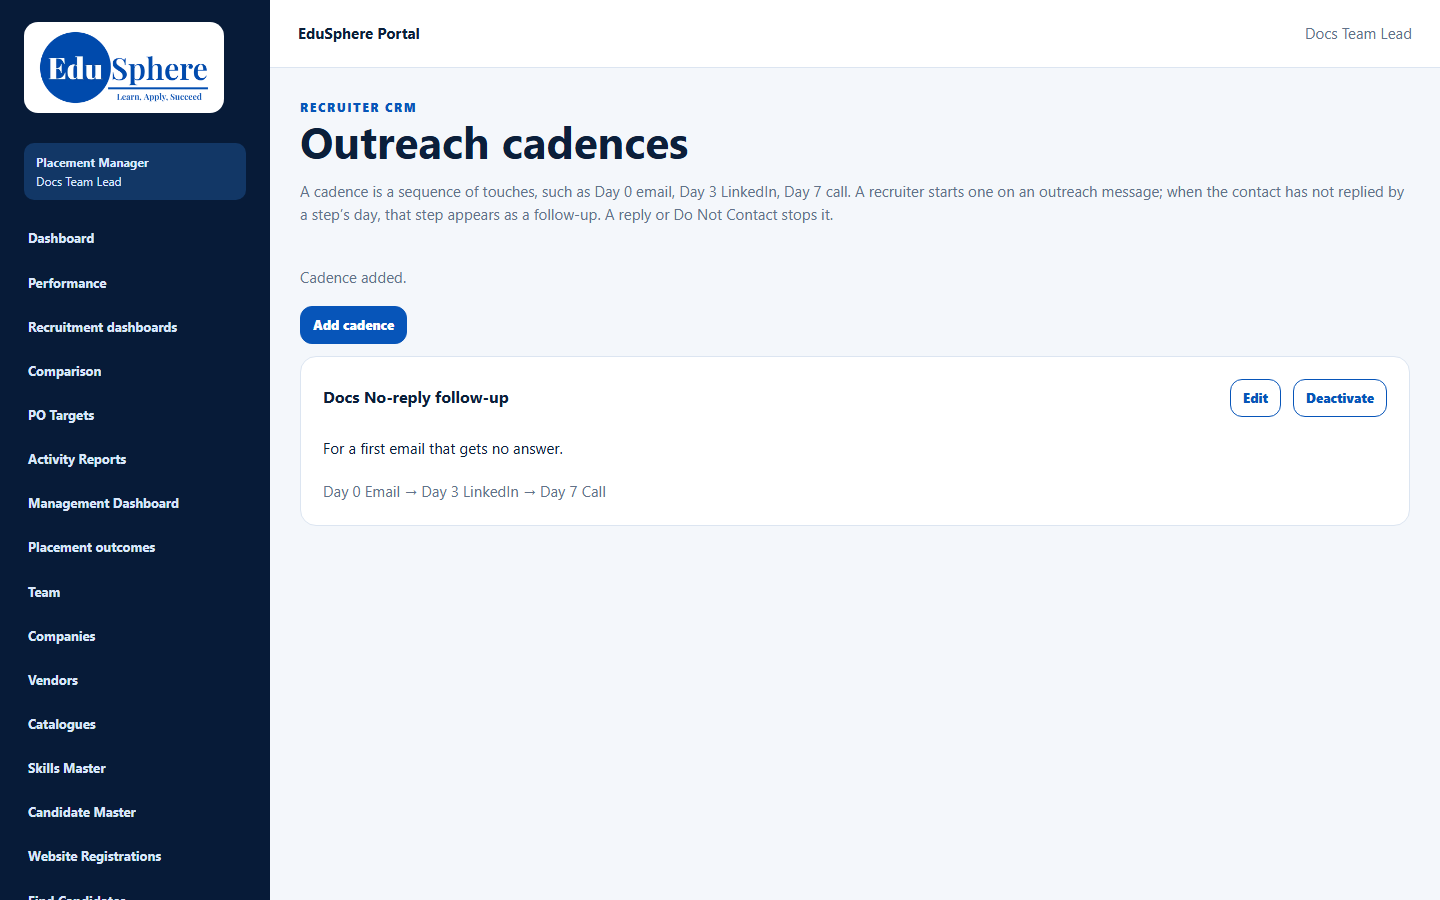 EduSphere
Learn. Apply, Succeed
Placement Manager
Docs Team Lead
Dashboard
Performance
Recruitment dashboards
Comparison
PO Targets
Activity Reports
Management Dashboard
Placement outcomes
Team
Companies
Vendors
Catalogues
Skills Master
Candidate Master
Website Registrations
Find Candidates
EduSphere Portal
Docs Team Lead
RECRUITER CRM
Outreach cadences
A cadence is a sequence of touches, such as Day 0 email, Day 3 LinkedIn, Day 7 call. A recruiter starts one on an outreach message; when the contact has not replied by
a step’s day, that step appears as a follow-up. A reply or Do Not Contact stops it.
Cadence added.
Add cadence
Docs No-reply follow-up
Edit
Deactivate
For a first email that gets no answer.
Day 0 Email → Day 3 LinkedIn → Day 7 Call